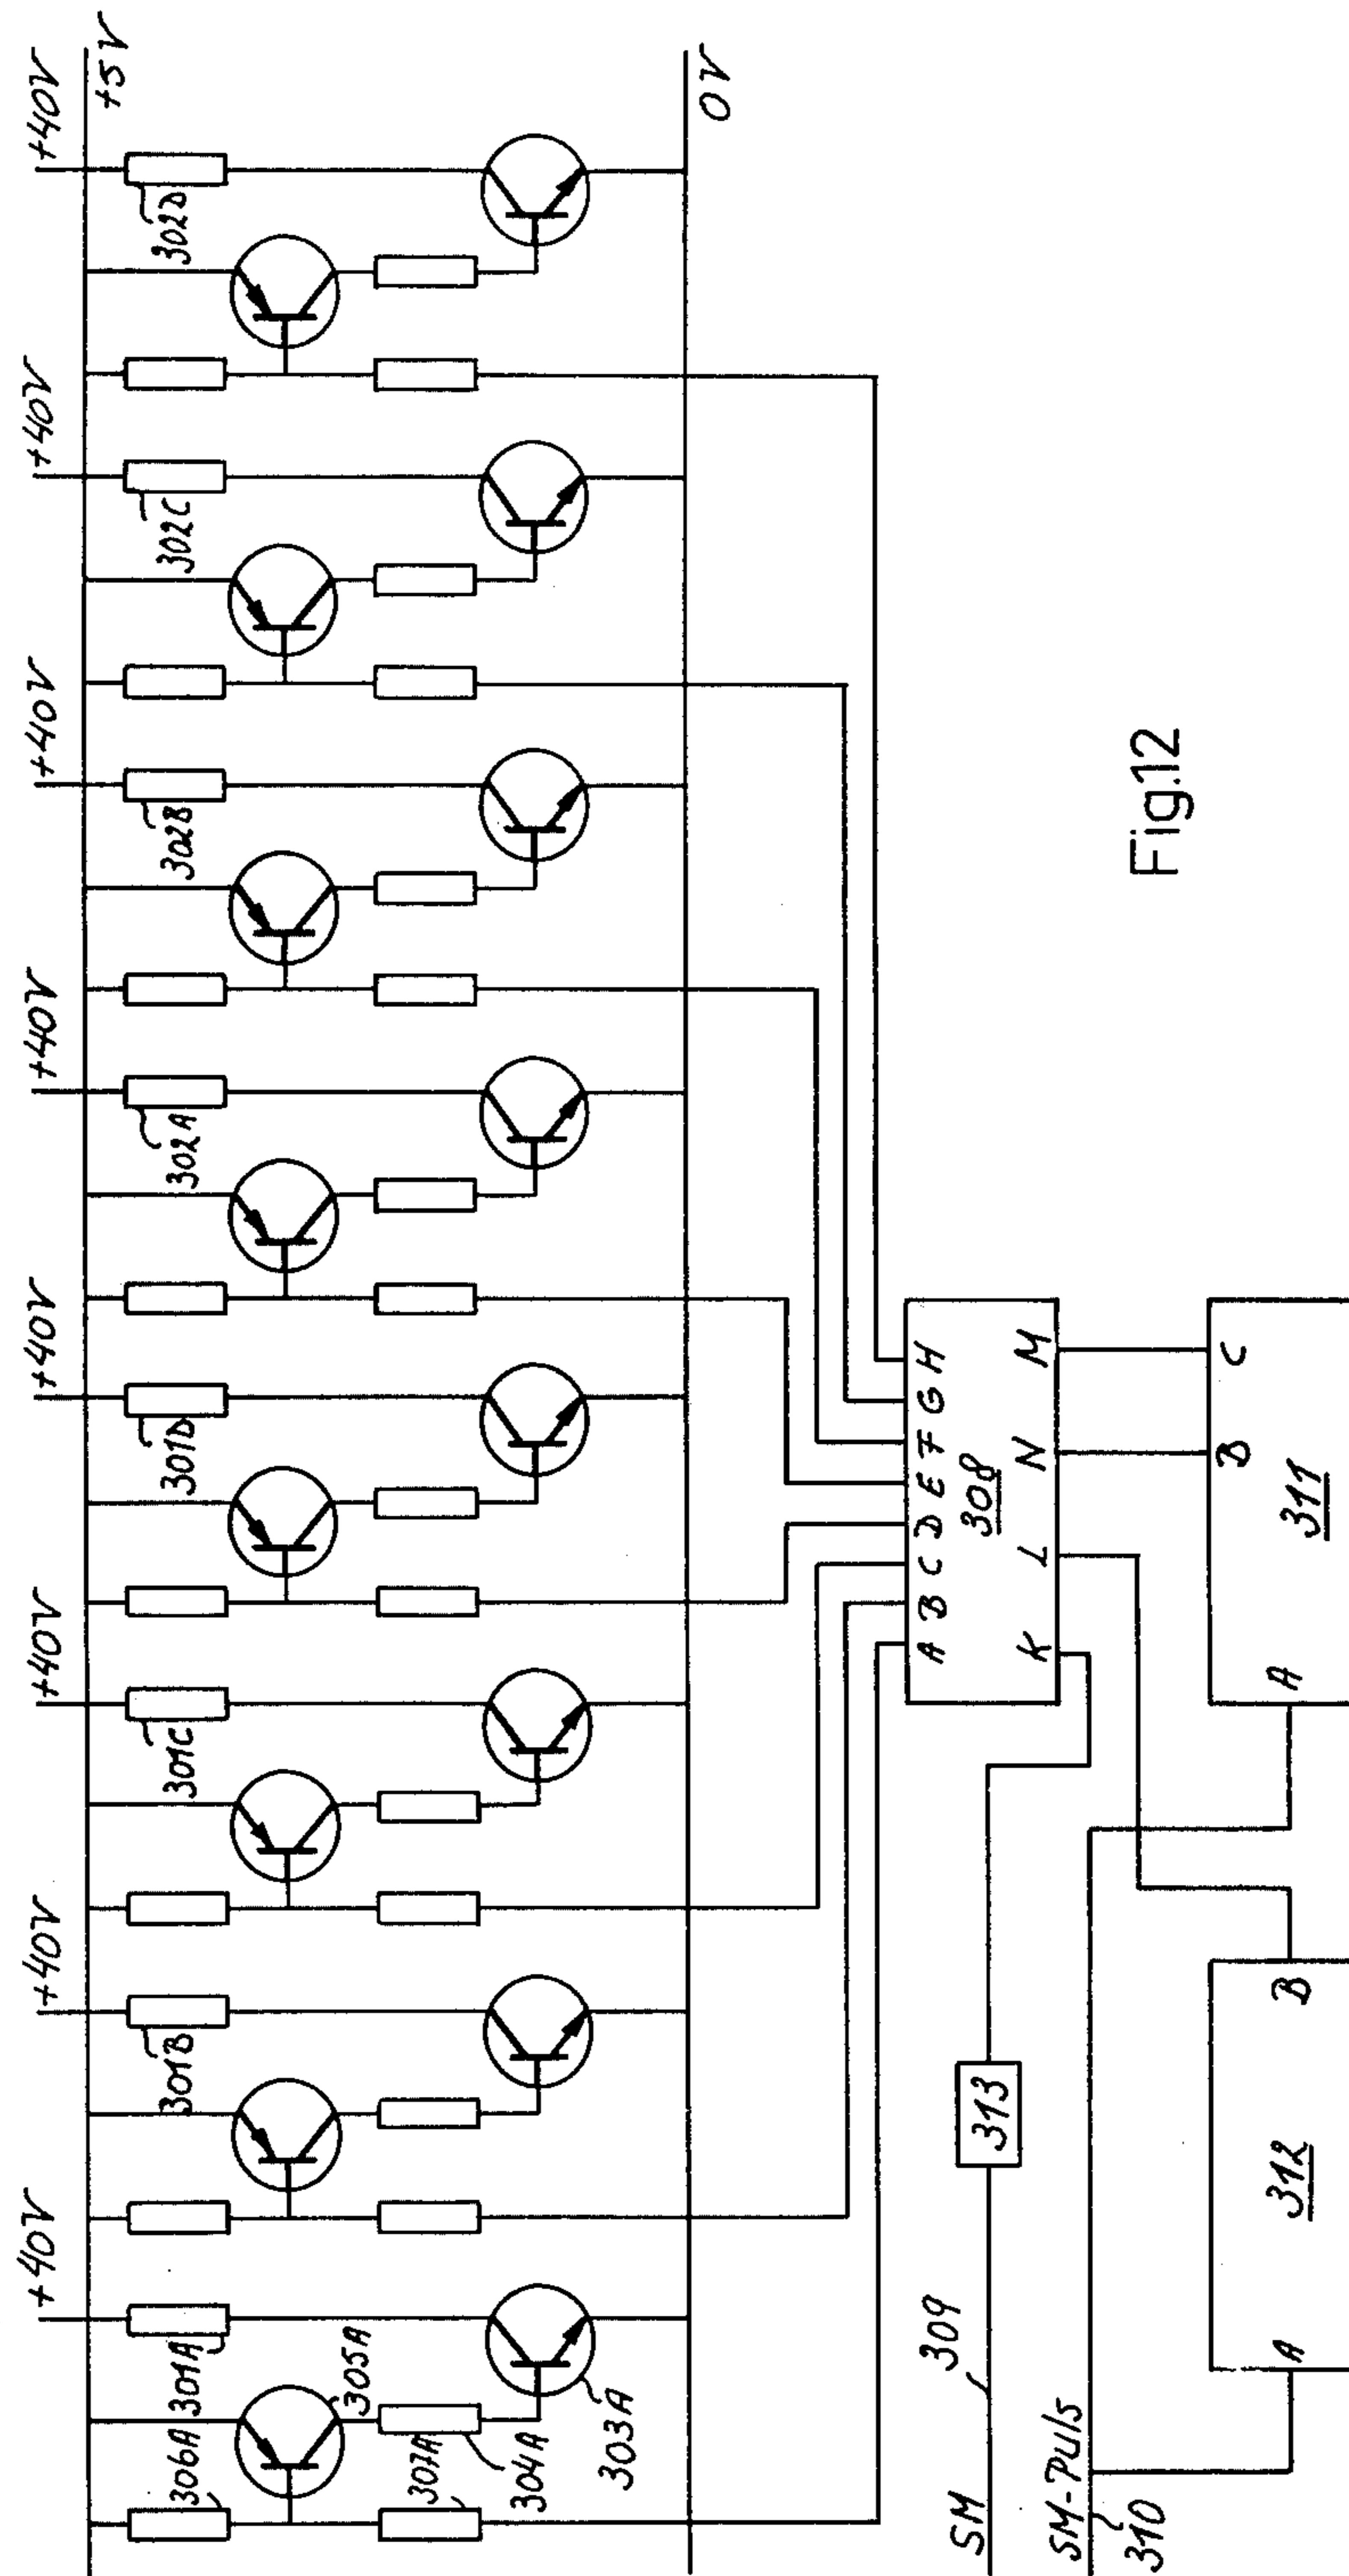 +40V +40V +40V +40V +40V +40V +40V +40V
+5V
306A 301A 301B 301C 301D 302A 302B 302C 302D
305A
307A
304A
303A
0V
A B C D E F G H
308
K L N M
SM
309
313
SM-Puls
310
A B
312
A B C
311
Fig.12